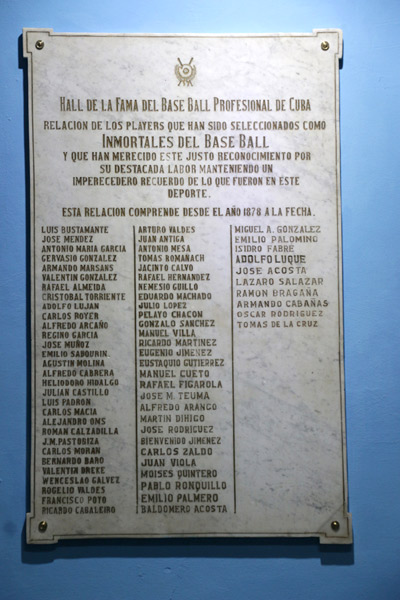 HALL DE LA FAMA DEL BASE BALL PROFESIONAL DE CUBA
RELACION DE LOS PLAYERS QUE HAN SIDO SELECCIONADOS COMO
INMORTALES DEL BASE BALL
Y QUE HAN MERECIDO ESTE JUSTO RECONOCIMIENTO POR
SU DESTACADA LABOR MANTENIENDO UN
IMPERECEDERO RECUERDO DE LO QUE FUERON EN ESTE
DEPORTE.
ESTA RELACION COMPRENDE DESDE EL AÑO 1878 A LA FECHA.
LUIS BUSTAMANTE
JOSE MENDEZ
ANTONIO MARIA GARCIA
GERVASIO GONZALEZ
ARMANDO MARSANS
VALENTIN GONZALEZ
RAFAEL ALMEIDA
CRISTOBAL TORRIENTE
ADOLFO LUJAN
CARLOS ROYER
ALFREDO ARCAÑO
REGINO GARCIA
JOSE MUÑOZ
EMILIO SABOURIN
AGUSTIN MOLINA
ALFREDO CABRERA
HELIODORO HIDALGO
JULIAN CASTILLO
LUIS PADRON
CARLOS MACIA
ALEJANDRO OMS
ROMAN CALZADILLA
J.M. PASTORIZA
CARLOS MORAN
BERNARDO BARO
VALENTIN DREKE
WENCESLAO GALVEZ
ROGELIO VALDES
FRANCISCO POYO
RICARDO CABALEIRO
ARTURO VALDES
JUAN ANTIGA
ANTONIO MESA
TOMAS ROMAÑACH
JACINTO CALVO
RAFAEL HERNANDEZ
NEMESIO GUILLO
EDUARDO MACHADO
JULIO LOPEZ
PELAYO CHACON
GONZALO SANCHEZ
MANUEL VILLA
RICARDO MARTINEZ
EUGENIO JIMENEZ
EUSTAQUIO GUTIERREZ
MANUEL CUETO
RAFAEL FIGAROLA
JOSE M. TEUMA
ALFREDO ARANGO
MARTIN DIHIGO
JOSE RODRIGUEZ
BIENVENIDO JIMENEZ
CARLOS ZALDO
JUAN VIOLA
MOISES QUINTERO
PABLO RONQUILLO
EMILIO PALMERO
BALDOMERO ACOSTA
MIGUEL A. GONZALEZ
EMILIO PALOMINO
ISIDRO FABRE
ADOLFO LUQUE
JOSE ACOSTA
LAZARO SALAZAR
RAMON BRAGAÑA
ARMANDO CABAÑAS
OSCAR RODRIGUEZ
TOMAS DE LA CRUZ